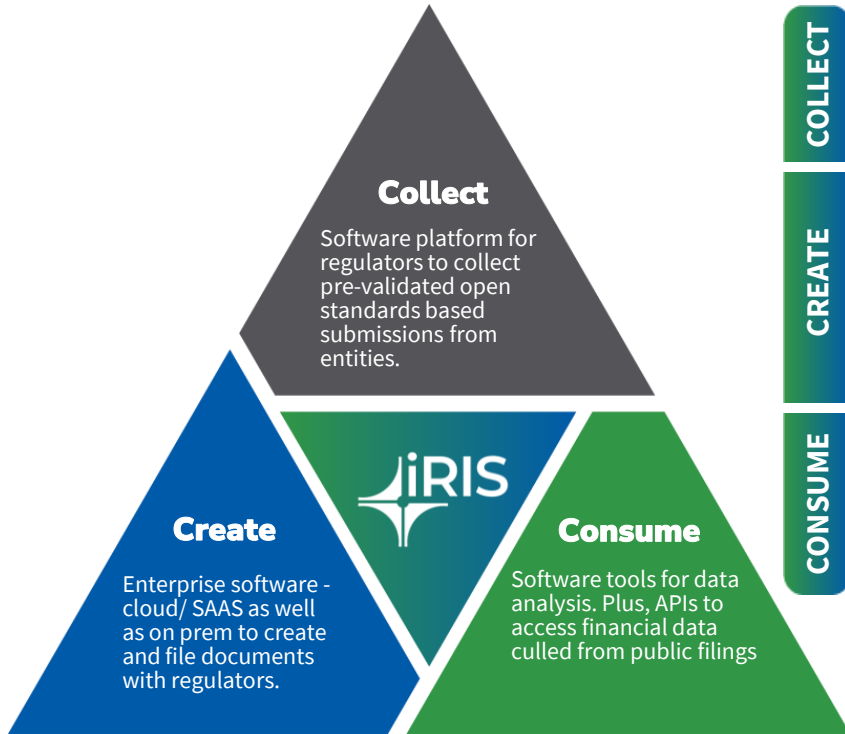 Collect
Software platform for
regulators to collect
pre-validated open
standards based
submissions from
entities.
iRIS
Create
Enterprise software -
cloud/ SAAS as well
as on prem to create
and file documents
with regulators.
Consume
Software tools for data
analysis. Plus, APIs to
access financial data
culled from public filings
COLLECT
CREATE
CONSUME